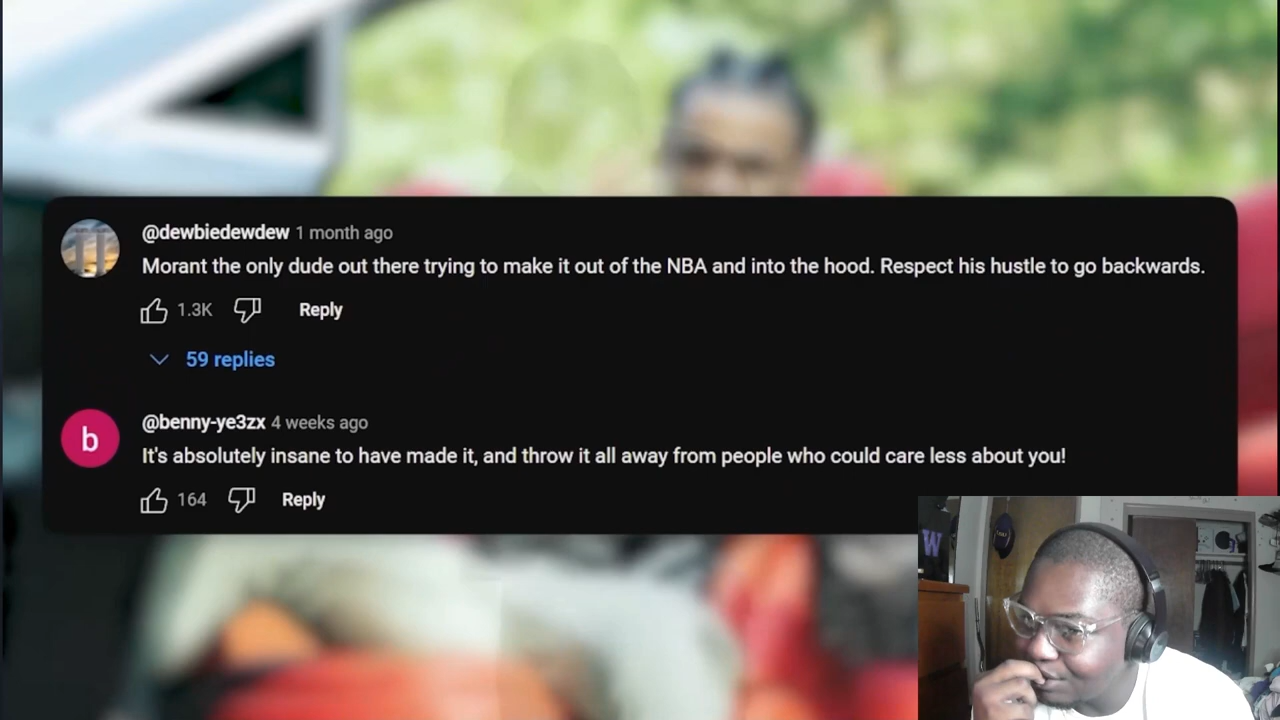 @dewbiedewdew 1 month ago
Morant the only dude out there trying to make it out of the NBA and into the hood. Respect his hustle to go backwards.
1.3K Reply
59 replies
b
@benny-ye3zx 4 weeks ago
It's absolutely insane to have made it, and throw it all away from people who could care less about you!
164 Reply
W